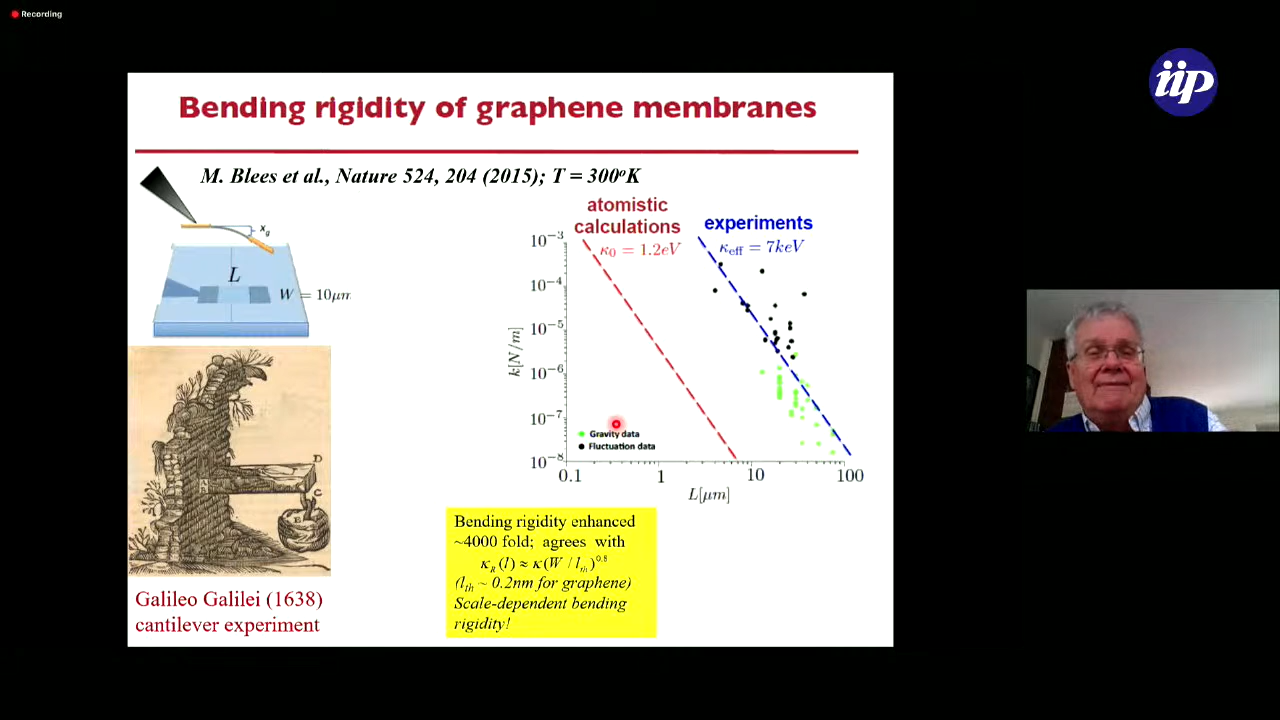 Recording
iip
Bending rigidity of graphene membranes
M. Blees et al., Nature 524, 204 (2015); T = 300°K
x_g
L
W = 10μm
atomistic
calculations
κ₀ = 1.2eV
experiments
κ_eff = 7keV
10⁻³
10⁻⁴
10⁻⁵
10⁻⁶
10⁻⁷
10⁻⁸
k[N/m]
Gravity data
Fluctuation data
0.1
1
10
100
L[μm]
D
C
E
Galileo Galilei (1638)
cantilever experiment
Bending rigidity enhanced
~4000 fold; agrees with
κ_R(l) ≈ κ(W / l_th)^0.8
(l_th ~ 0.2nm for graphene)
Scale-dependent bending
rigidity!